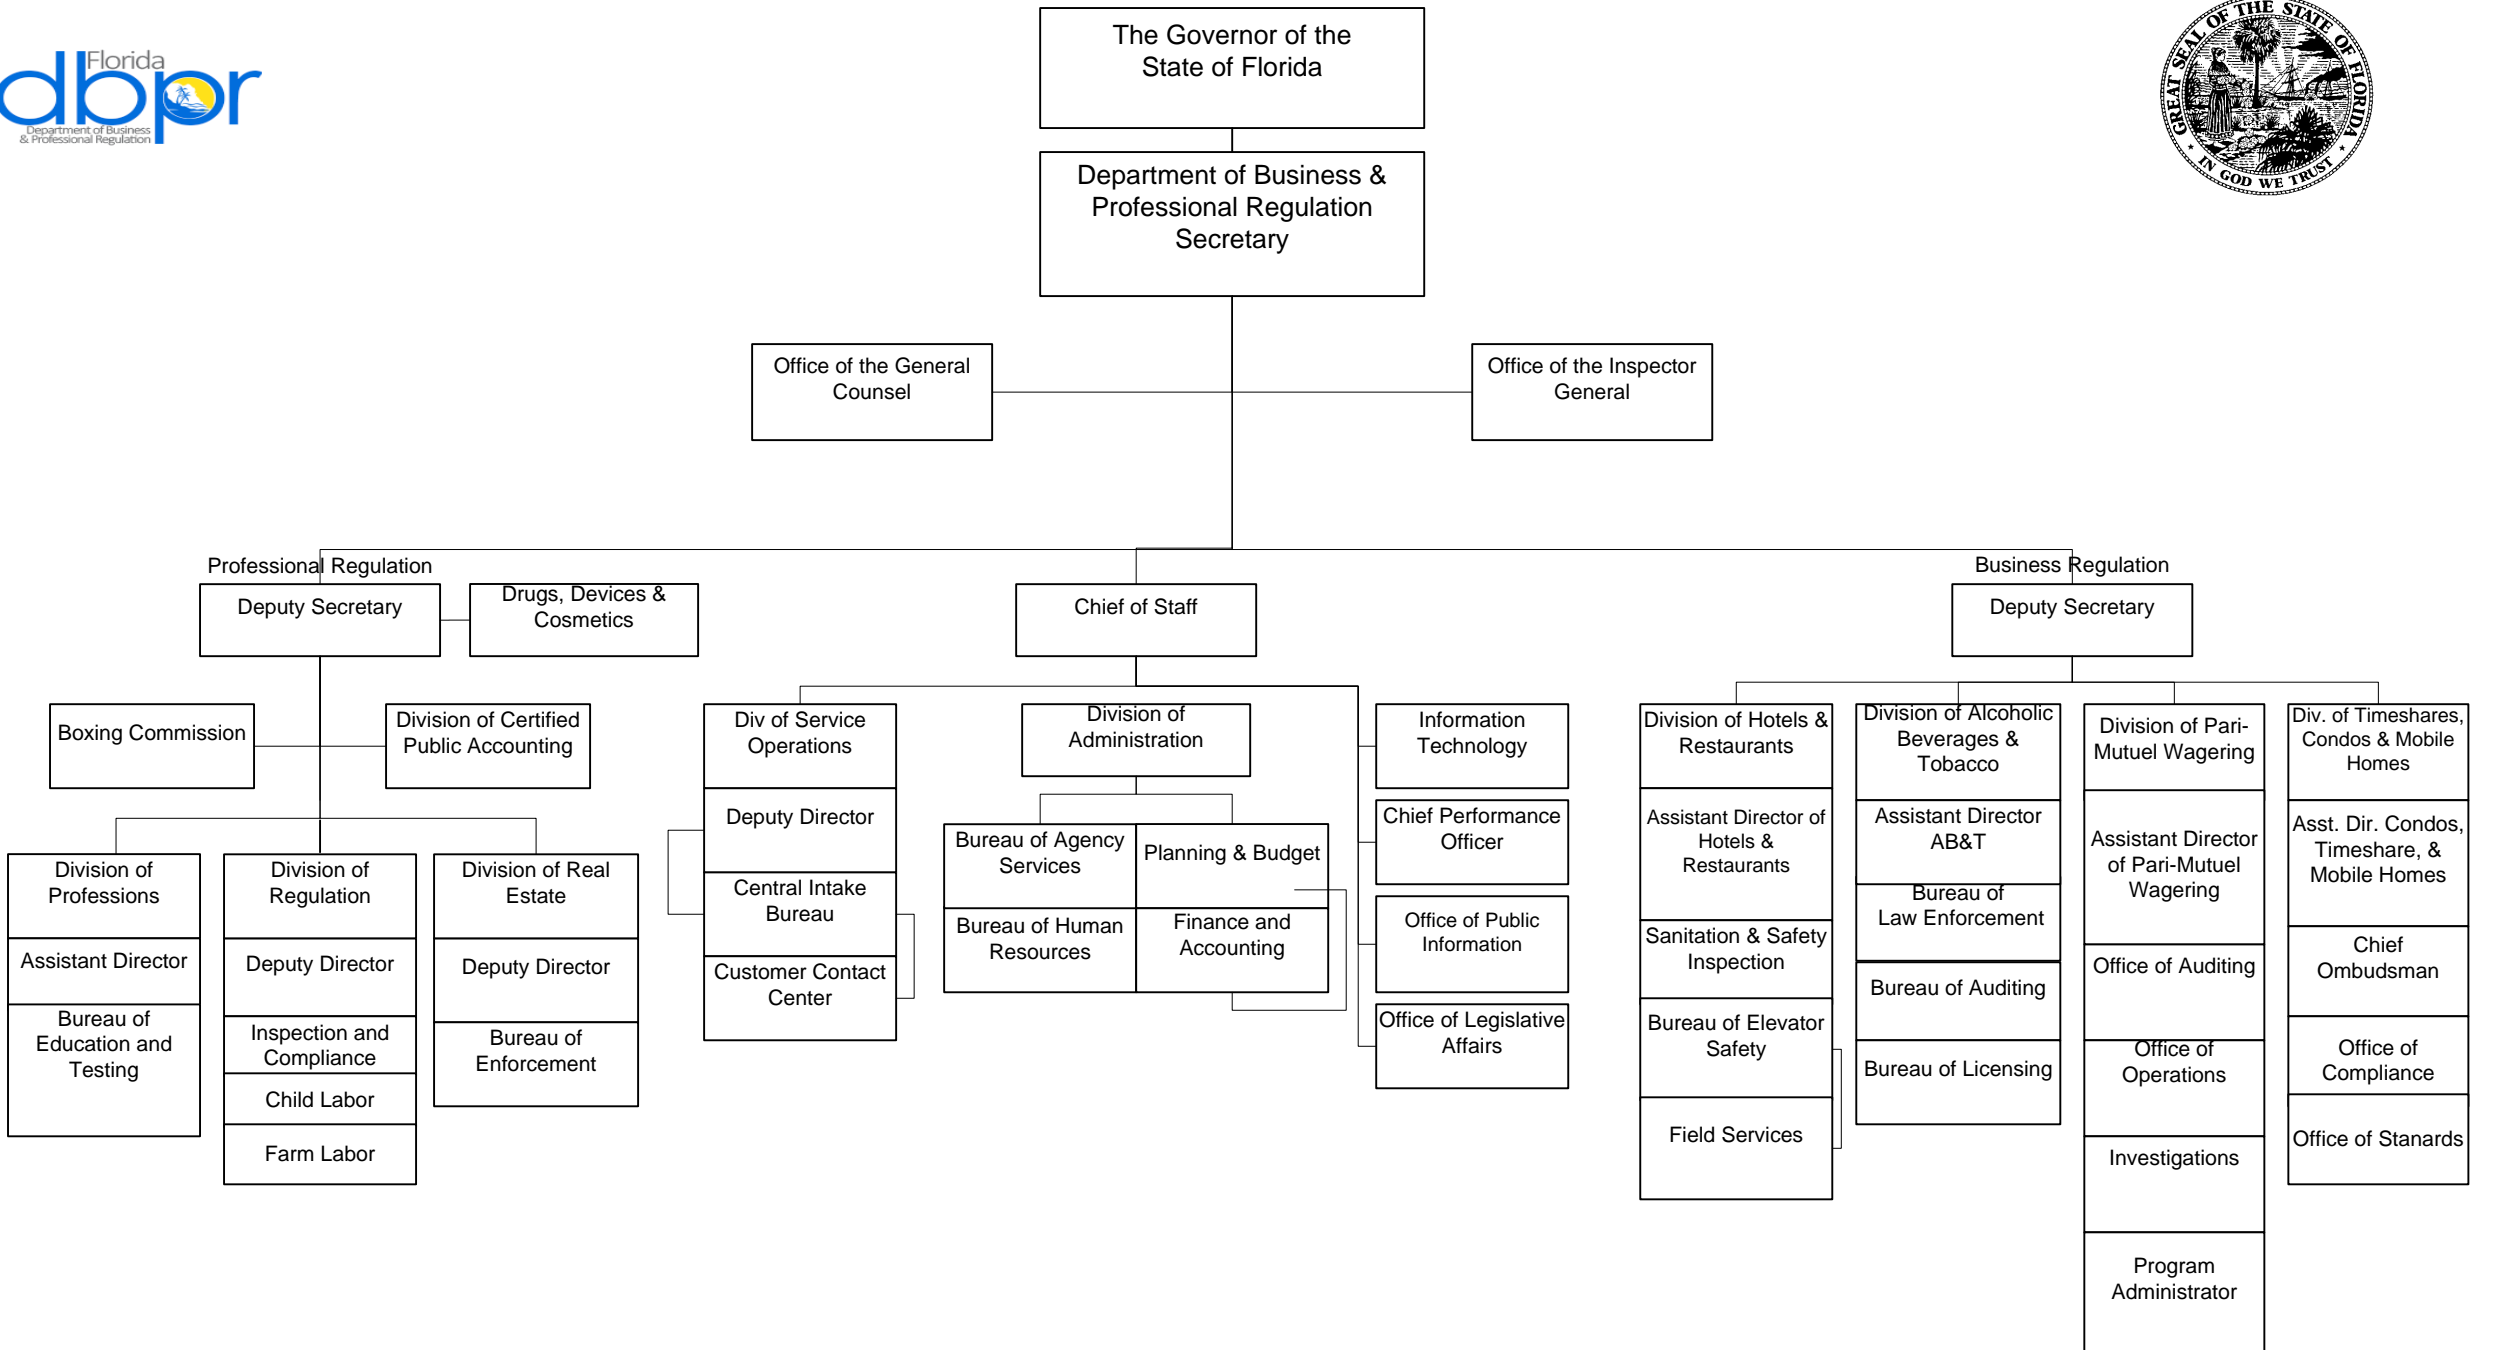 Florida
dbpr
Department of Business
& Professional Regulation
The Governor of the
State of Florida
GREAT SEAL OF THE STATE OF FLORIDA
IN GOD WE TRUST
Department of Business &
Professional Regulation
Secretary
Office of the General
Counsel
Office of the Inspector
General
Professional Regulation
Deputy Secretary
Drugs, Devices &
Cosmetics
Chief of Staff
Business Regulation
Deputy Secretary
Boxing Commission
Division of Certified
Public Accounting
Division of
Professions
Assistant Director
Bureau of
Education and
Testing
Division of
Regulation
Deputy Director
Inspection and
Compliance
Child Labor
Farm Labor
Division of Real
Estate
Deputy Director
Bureau of
Enforcement
Div of Service
Operations
Deputy Director
Central Intake
Bureau
Customer Contact
Center
Division of
Administration
Bureau of Agency
Services
Planning & Budget
Bureau of Human
Resources
Finance and
Accounting
Information
Technology
Chief Performance
Officer
Office of Public
Information
Office of Legislative
Affairs
Division of Hotels &
Restaurants
Assistant Director of
Hotels &
Restaurants
Sanitation & Safety
Inspection
Bureau of Elevator
Safety
Field Services
Division of Alcoholic
Beverages &
Tobacco
Assistant Director
AB&T
Bureau of
Law Enforcement
Bureau of Auditing
Bureau of Licensing
Division of Pari-
Mutuel Wagering
Assistant Director
of Pari-Mutuel
Wagering
Office of Auditing
Office of
Operations
Investigations
Program
Administrator
Div. of Timeshares,
Condos & Mobile
Homes
Asst. Dir. Condos,
Timeshare, &
Mobile Homes
Chief
Ombudsman
Office of
Compliance
Office of Stanards